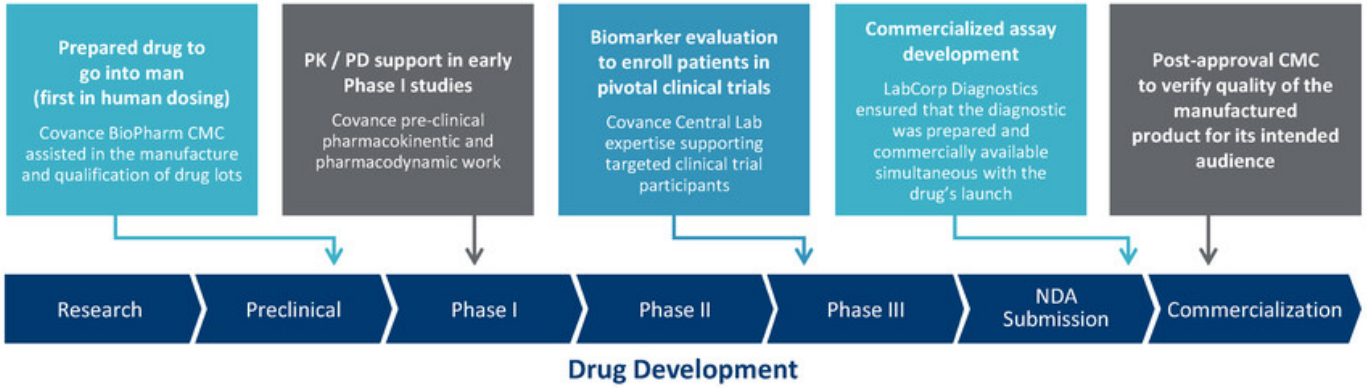 Prepared drug to
go into man
(first in human dosing)
Covance BioPharm CMC
assisted in the manufacture
and qualification of drug lots
PK / PD support in early
Phase I studies
Covance pre-clinical
pharmacokinentic and
pharmacodynamic work
Biomarker evaluation
to enroll patients in
pivotal clinical trials
Covance Central Lab
expertise supporting
targeted clinical trial
participants
Commercialized assay
development
LabCorp Diagnostics
ensured that the diagnostic
was prepared and
commercially available
simultaneous with the
drug's launch
Post-approval CMC
to verify quality of the
manufactured
product for its intended
audience
Research
Preclinical
Phase I
Phase II
Phase III
NDA
Submission
Commercialization
Drug Development